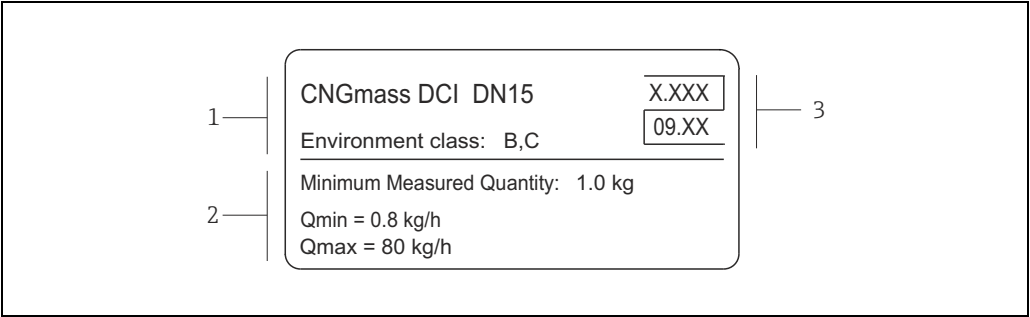 CNGmass DCI DN15
X.XXX
09.XX
Environment class: B,C
Minimum Measured Quantity: 1.0 kg
Qmin = 0.8 kg/h
Qmax = 80 kg/h
1
2
3